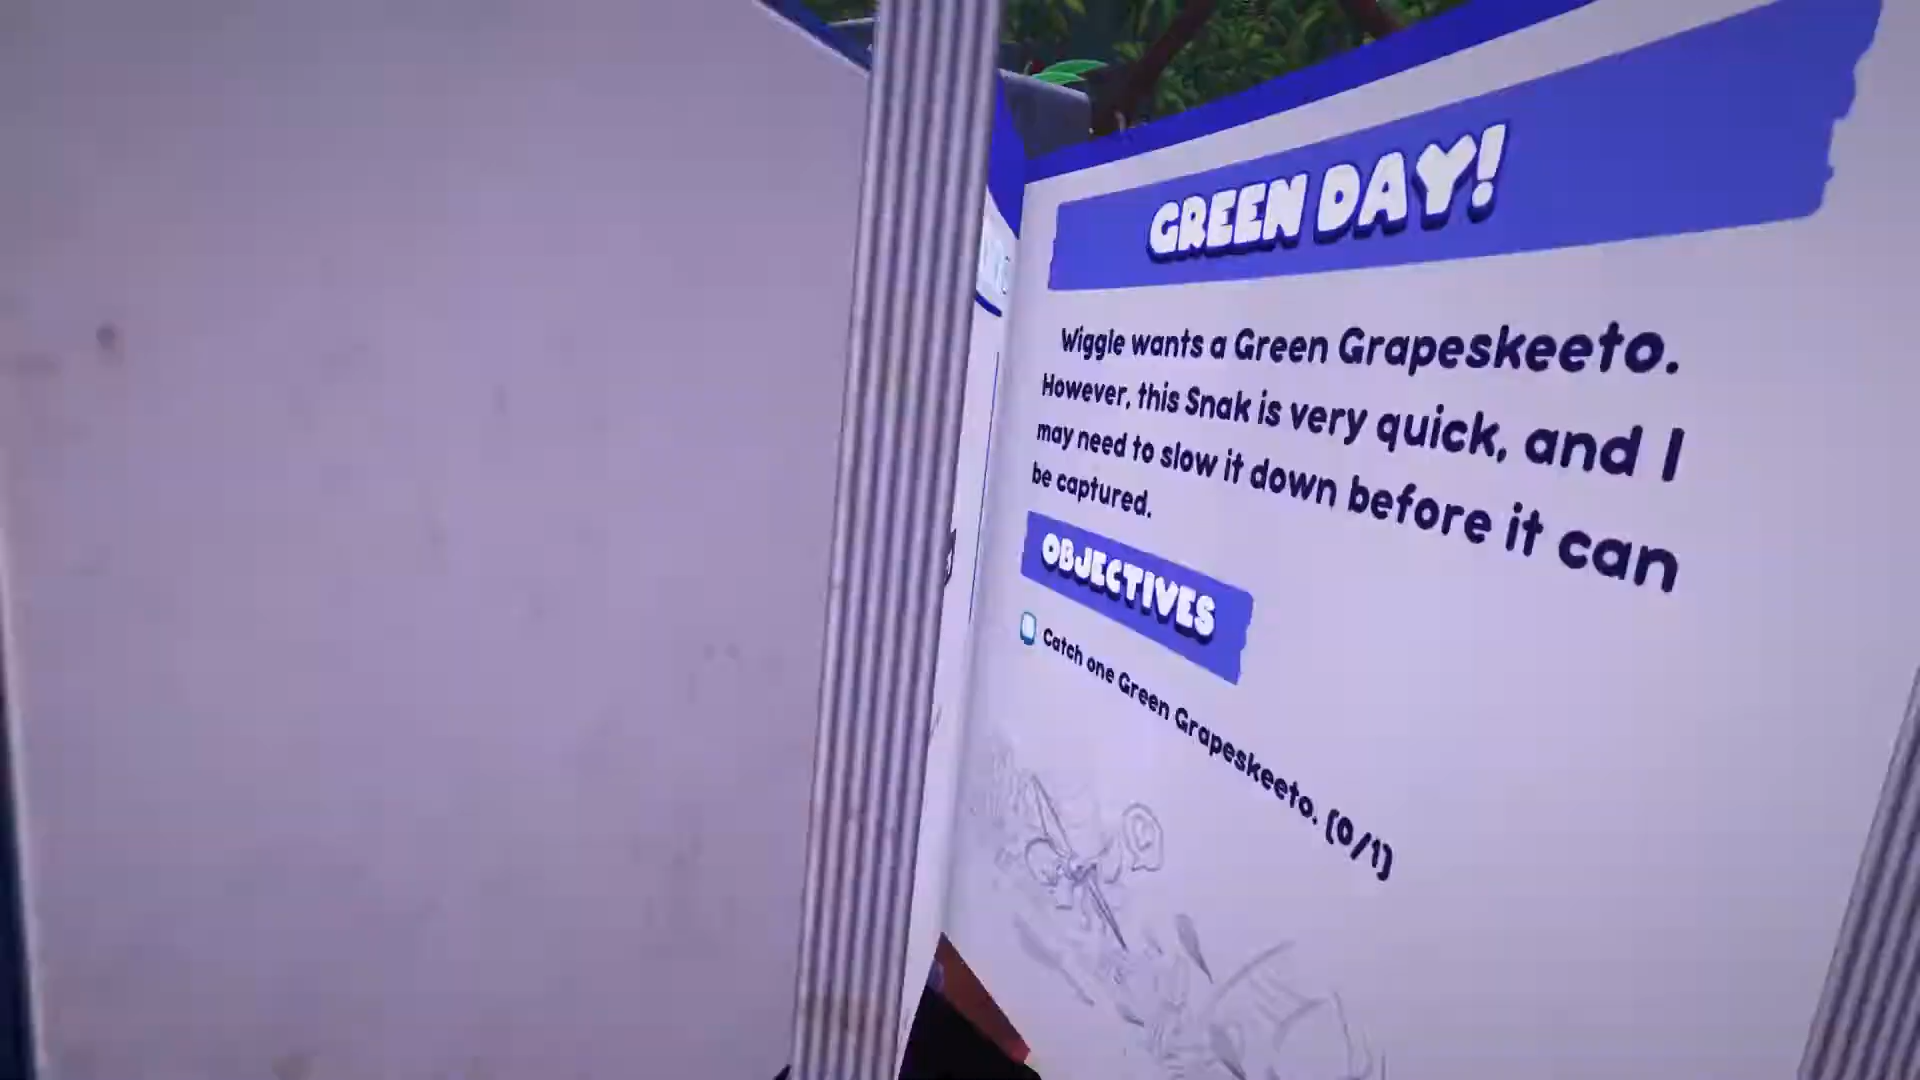 GREEN DAY!
Wiggle wants a Green Grapeskeeto.
However, this Snak is very quick, and I
may need to slow it down before it can
be captured.
OBJECTIVES
Catch one Green Grapeskeeto. (0/1)